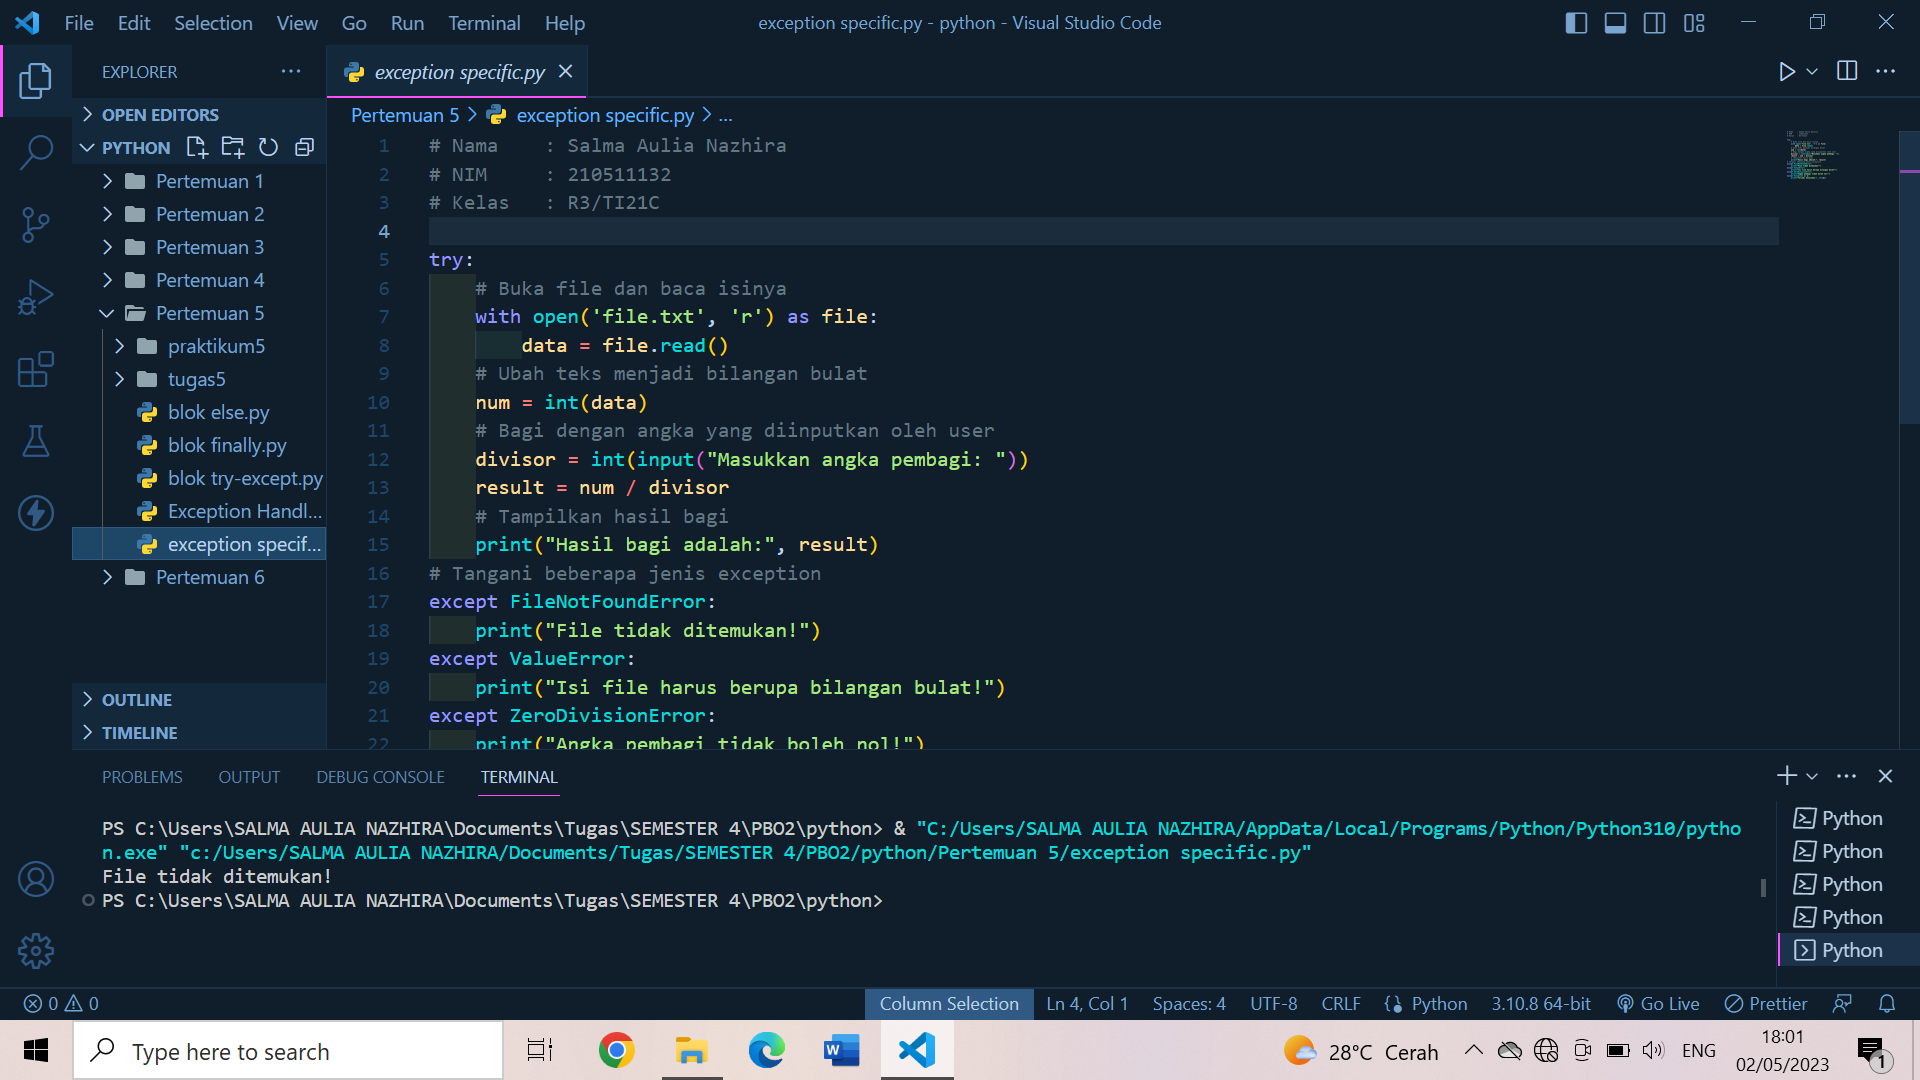 File Edit Selection View Go Run Terminal Help
exception specific.py - python - Visual Studio Code
EXPLORER
OPEN EDITORS
PYTHON
Pertemuan 1
Pertemuan 2
Pertemuan 3
Pertemuan 4
Pertemuan 5
praktikum5
tugas5
blok else.py
blok finally.py
blok try-except.py
Exception Handl...
exception specif...
Pertemuan 6
OUTLINE
TIMELINE
exception specific.py
Pertemuan 5 > exception specific.py > ...
1 # Nama    : Salma Aulia Nazhira
2 # NIM     : 210511132
3 # Kelas   : R3/TI21C
4
5 try:
6     # Buka file dan baca isinya
7     with open('file.txt', 'r') as file:
8         data = file.read()
9     # Ubah teks menjadi bilangan bulat
10     num = int(data)
11     # Bagi dengan angka yang diinputkan oleh user
12     divisor = int(input("Masukkan angka pembagi: "))
13     result = num / divisor
14     # Tampilkan hasil bagi
15     print("Hasil bagi adalah:", result)
16 # Tangani beberapa jenis exception
17 except FileNotFoundError:
18     print("File tidak ditemukan!")
19 except ValueError:
20     print("Isi file harus berupa bilangan bulat!")
21 except ZeroDivisionError:
22     print("Angka pembagi tidak boleh nol!")
PROBLEMS OUTPUT DEBUG CONSOLE TERMINAL
PS C:\Users\SALMA AULIA NAZHIRA\Documents\Tugas\SEMESTER 4\PBO2\python> & "C:/Users/SALMA AULIA NAZHIRA/AppData/Local/Programs/Python/Python310/pytho
n.exe" "c:/Users/SALMA AULIA NAZHIRA/Documents/Tugas/SEMESTER 4/PBO2/python/Pertemuan 5/exception specific.py"
File tidak ditemukan!
PS C:\Users\SALMA AULIA NAZHIRA\Documents\Tugas\SEMESTER 4\PBO2\python>
Python
Python
Python
Python
Python
0 0 Column Selection Ln 4, Col 1 Spaces: 4 UTF-8 CRLF Python 3.10.8 64-bit Go Live Prettier
Type here to search
28°C Cerah
ENG
18:01
02/05/2023
1